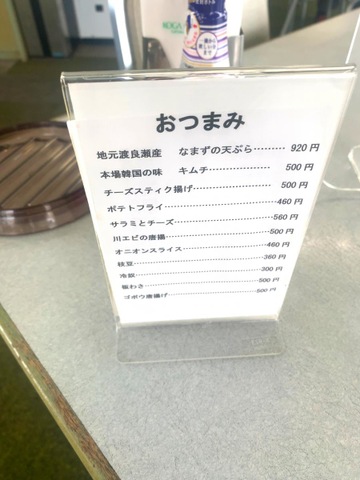 KOGA
おつまみ
地元渡良瀬産 なまずの天ぷら………920円
本場韓国の味 キムチ………500円
チーズスティク揚げ………500円
ポテトフライ………460円
サラミとチーズ………560円
川エビの唐揚………500円
オニオンスライス………460円
枝豆………360円
冷奴………300円
板わさ………500円
ゴボウ唐揚げ………500円